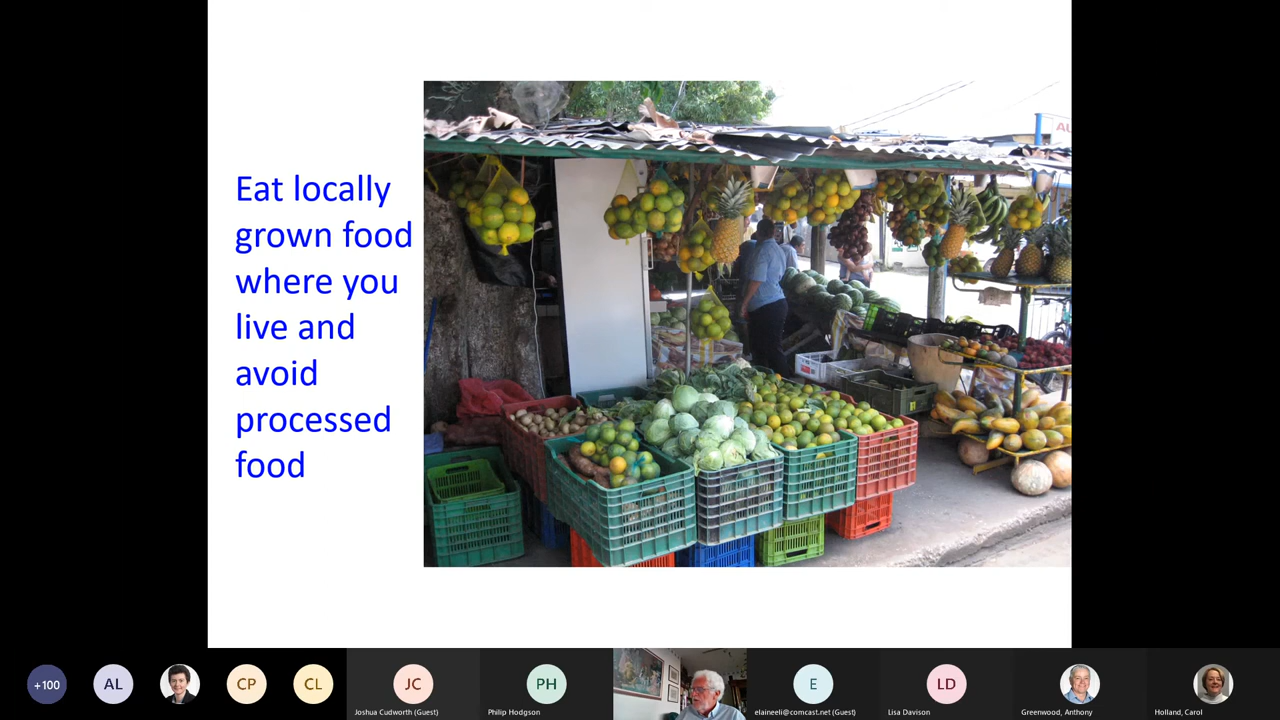 Eat locally
grown food
where you
live and
avoid
processed
food
AU
+100
AL
CP
CL
JC
PH
E
LD
Joshua Cudworth (Guest)
Philip Hodgson
elaineeli@comcast.net (Guest)
Lisa Davison
Greenwood, Anthony
Holland, Carol